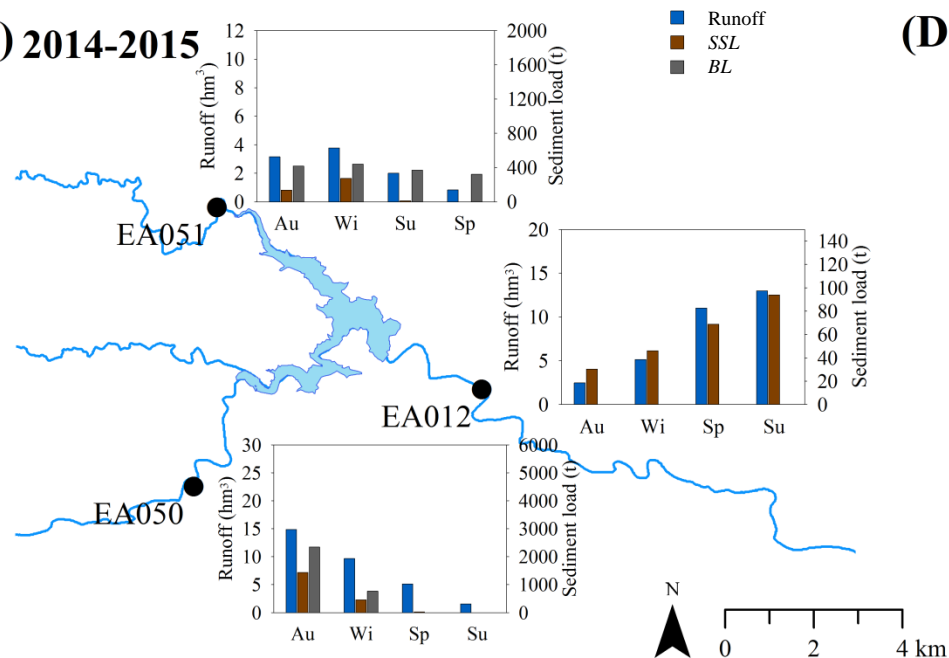 ) 2014-2015
(D
Runoff
SSL
BL
12
10
8
6
4
2
0
Runoff (hm³)
2000
1600
1200
800
400
0
Sediment load (t)
Au Wi Su Sp
EA051
20
15
10
5
0
Runoff (hm³)
140
120
100
80
60
40
20
0
Sediment load (t)
Au Wi Sp Su
EA012
30
25
20
15
10
5
0
Runoff (hm³)
6000
5000
4000
3000
2000
1000
0
Sediment load (t)
Au Wi Sp Su
EA050
N
0 2 4 km